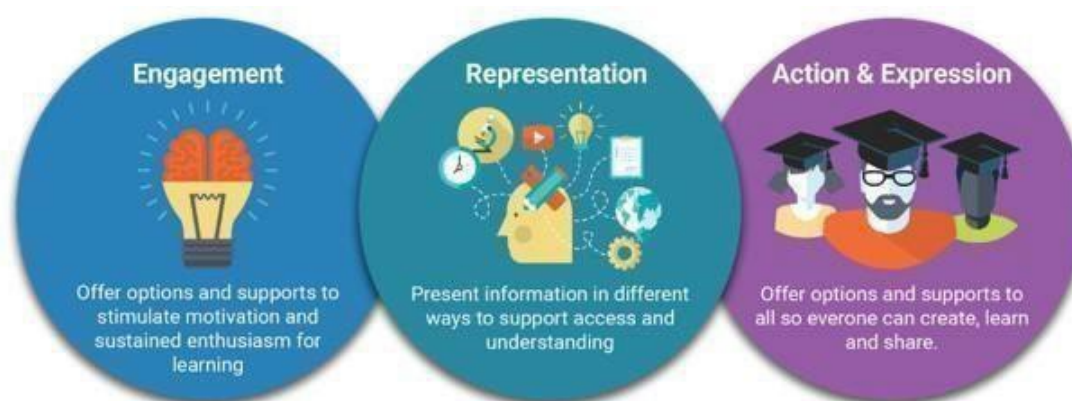 Engagement
Offer options and supports to
stimulate motivation and
sustained enthusiasm for
learning
Representation
Present information in different
ways to support access and
understanding
Action & Expression
Offer options and supports to
all so everone can create, learn
and share.